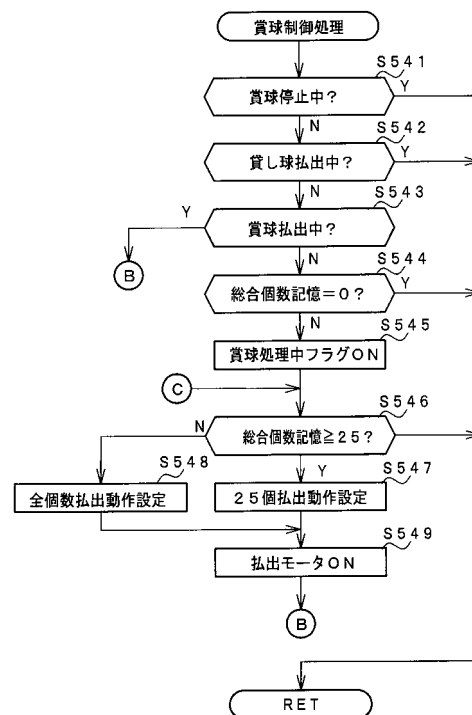 賞球制御処理
S541
賞球停止中?
Y
N
S542
貸し球払出中?
Y
N
S543
賞球払出中?
Y
B
N
S544
総合個数記憶=0?
Y
N
S545
賞球処理中フラグON
C
S546
総合個数記憶≧25?
N
Y
S548
全個数払出動作設定
S547
25個払出動作設定
S549
払出モータON
B
RET